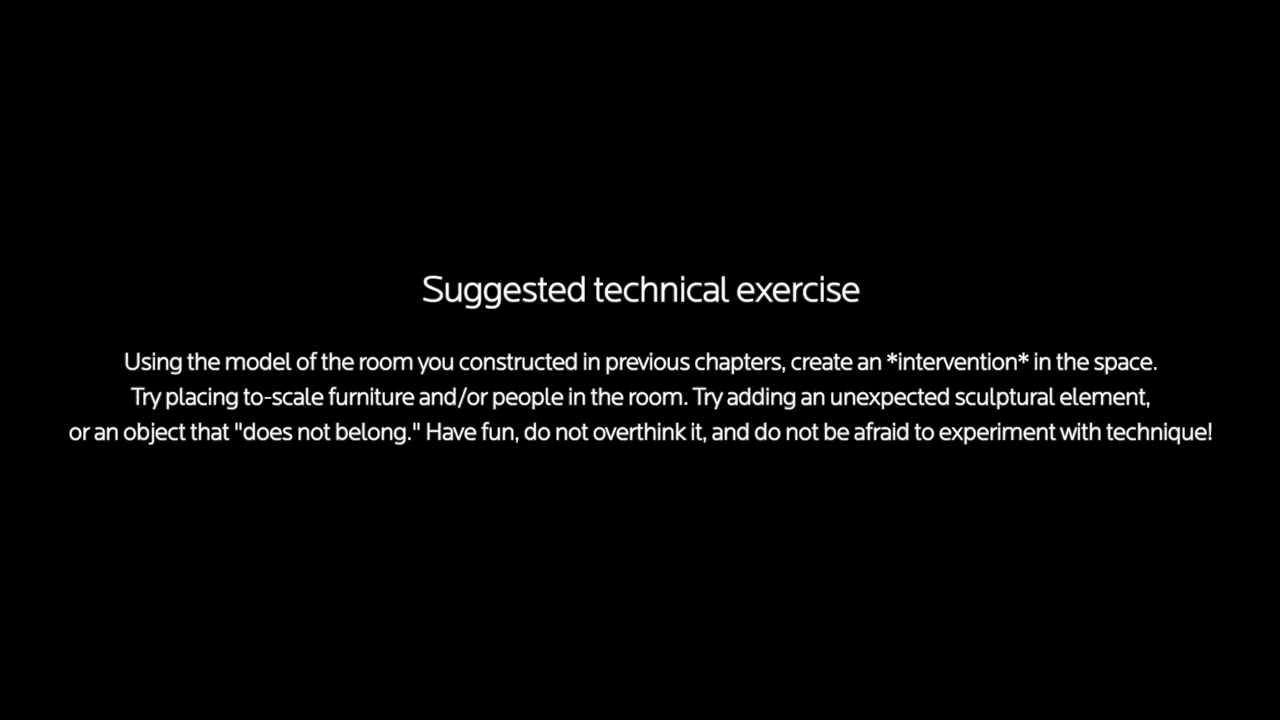 Suggested technical exercise
Using the model of the room you constructed in previous chapters, create an *intervention* in the space.
Try placing to-scale furniture and/or people in the room. Try adding an unexpected sculptural element,
or an object that "does not belong." Have fun, do not overthink it, and do not be afraid to experiment with technique!